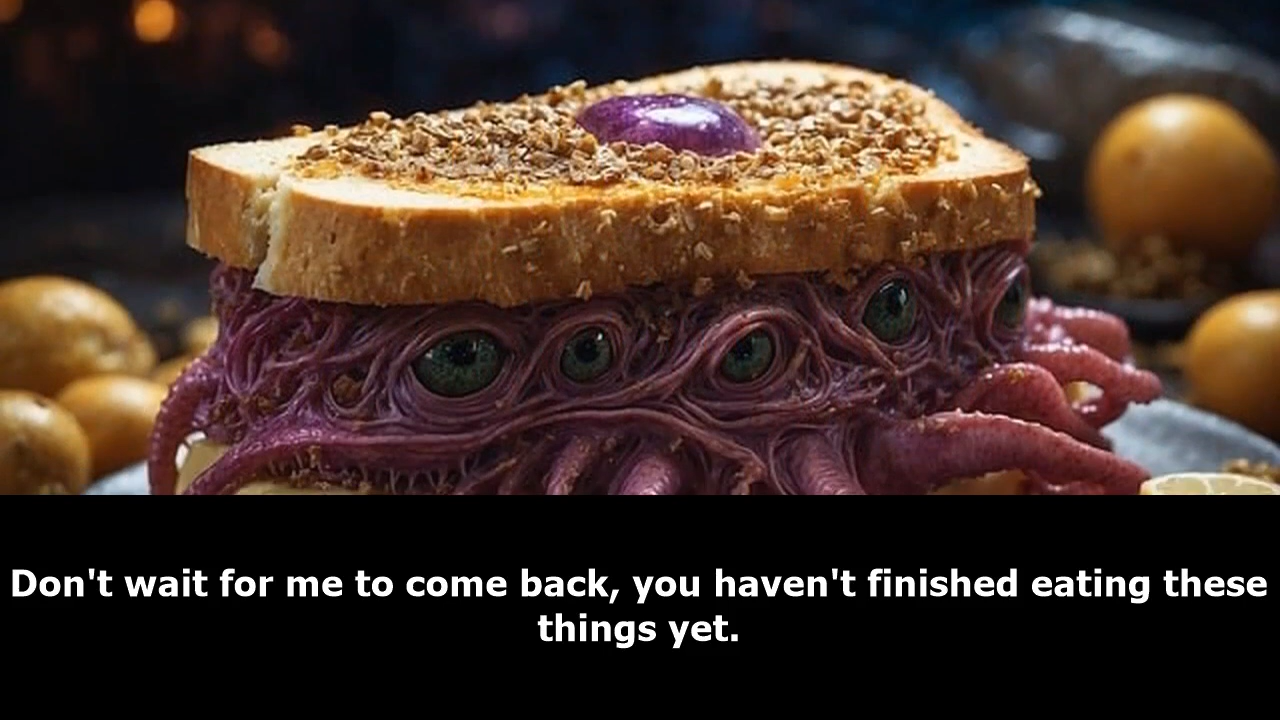 Don't wait for me to come back, you haven't finished eating these
things yet.